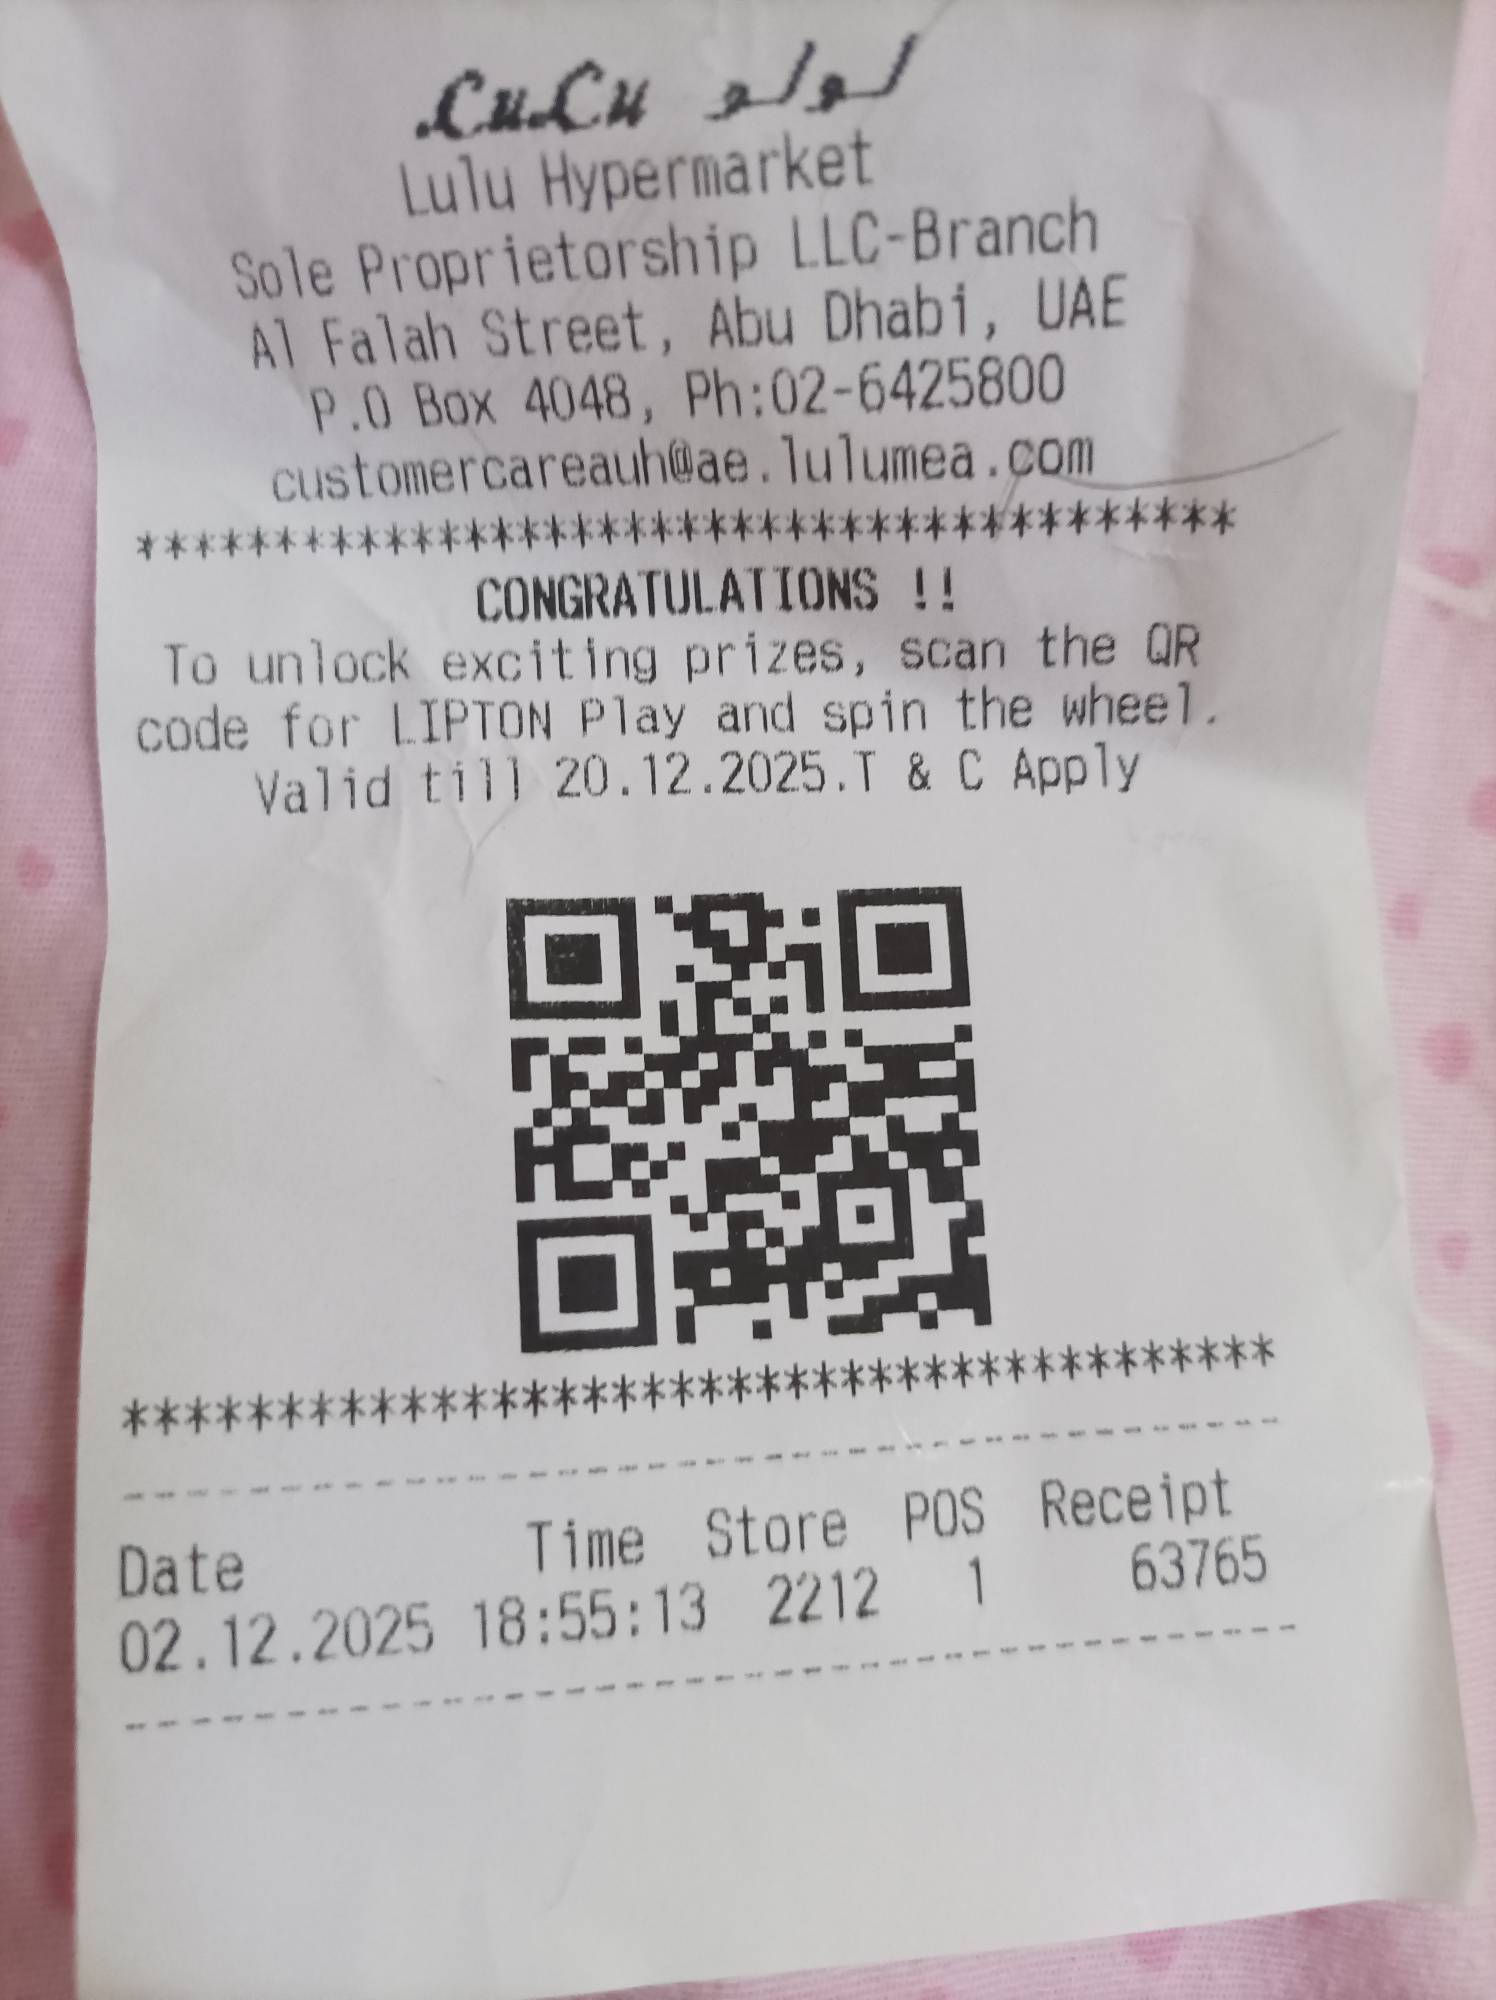 LuLu لولو
Lulu Hypermarket
Sole Proprietorship LLC-Branch
Al Falah Street, Abu Dhabi, UAE
P.O Box 4048, Ph:02-6425800
customercareauh@ae.lulumea.com
****************************************
CONGRATULATIONS !!
To unlock exciting prizes, scan the QR
code for LIPTON Play and spin the wheel.
Valid till 20.12.2025.T & C Apply
****************************************
----------------------------------------
Date Time Store POS Receipt
02.12.2025 18:55:13 2212 1 63765
----------------------------------------